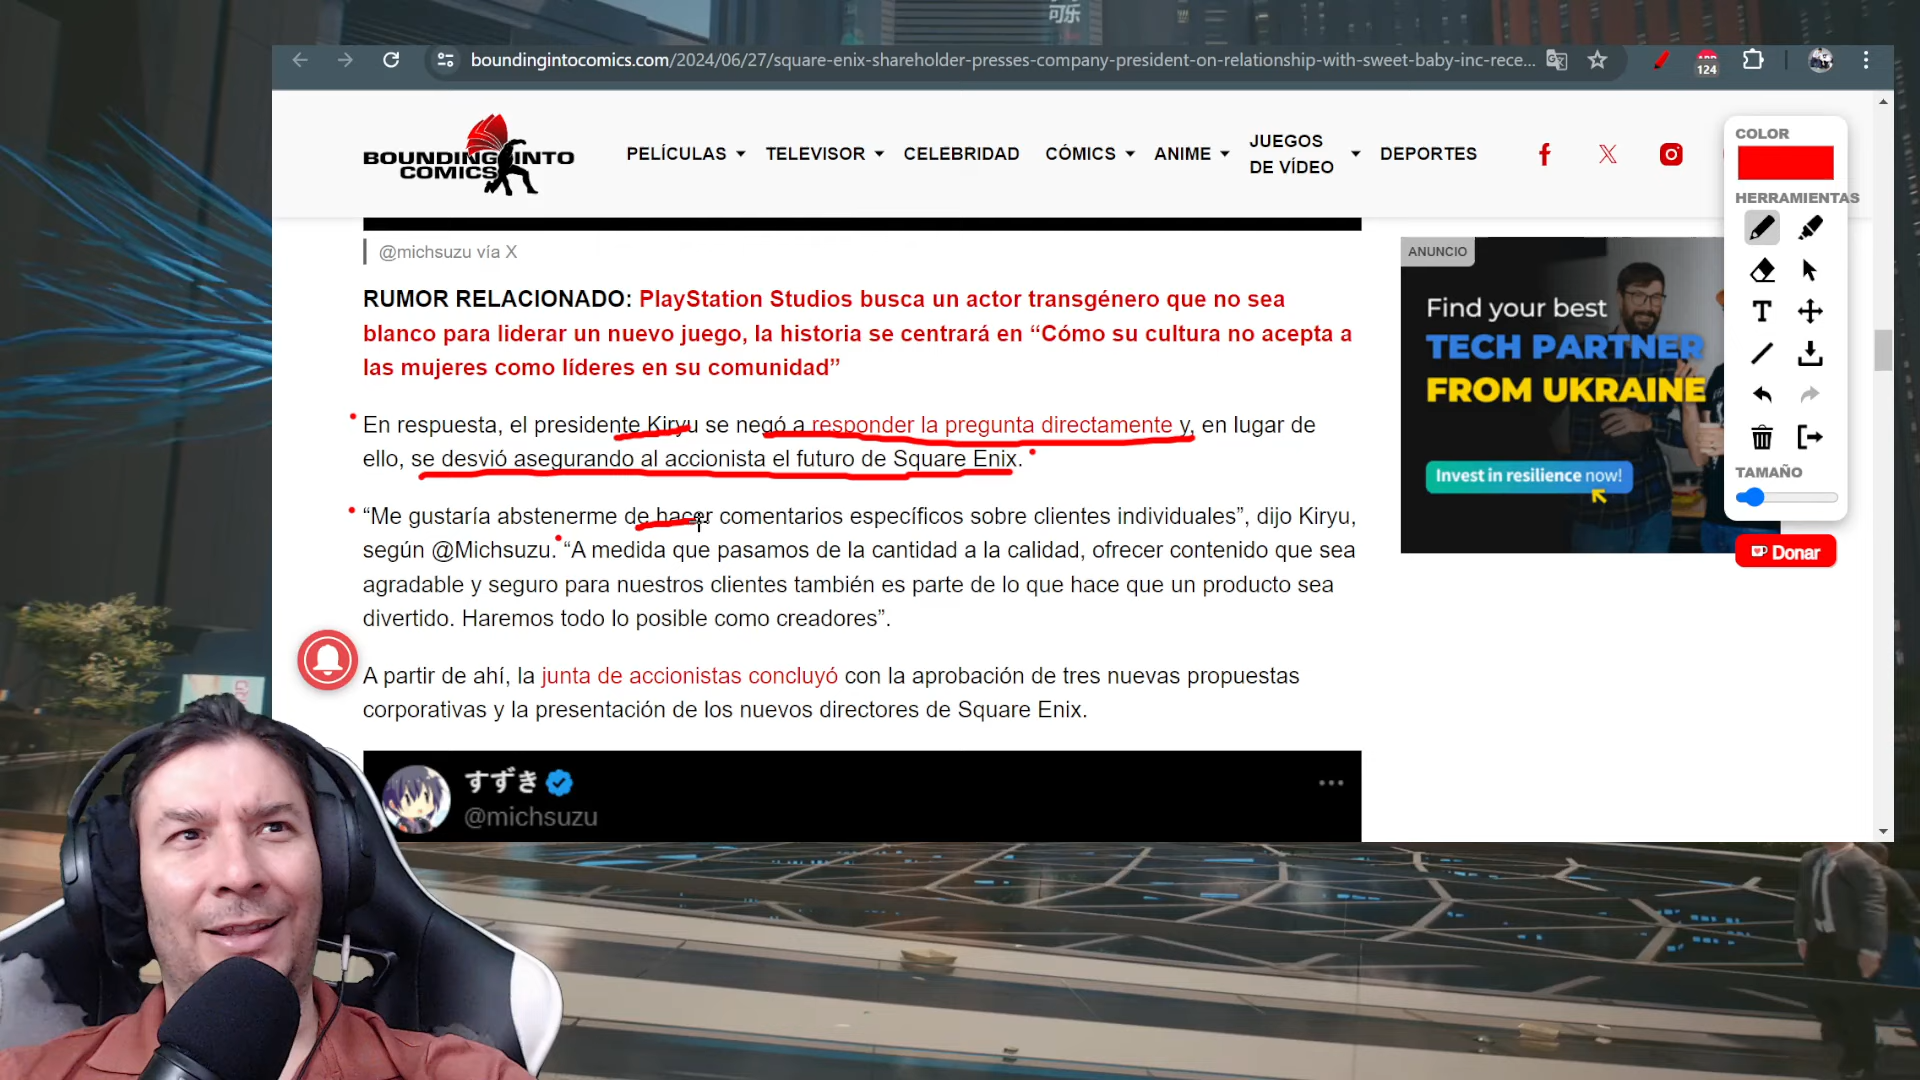 可乐
boundingintocomics.com/2024/06/27/square-enix-shareholder-presses-company-president-on-relationship-with-sweet-baby-inc-rece...
124
BOUNDING INTO
COMICS
PELÍCULAS
TELEVISOR
CELEBRIDAD
CÓMICS
ANIME
JUEGOS
DE VÍDEO
DEPORTES
@michsuzu vía X
RUMOR RELACIONADO: PlayStation Studios busca un actor transgénero que no sea
blanco para liderar un nuevo juego, la historia se centrará en “Cómo su cultura no acepta a
las mujeres como líderes en su comunidad”
En respuesta, el presidente Kiryu se negó a responder la pregunta directamente y, en lugar de
ello, se desvió asegurando al accionista el futuro de Square Enix.
“Me gustaría abstenerme de hacer comentarios específicos sobre clientes individuales”, dijo Kiryu,
según @Michsuzu. “A medida que pasamos de la cantidad a la calidad, ofrecer contenido que sea
agradable y seguro para nuestros clientes también es parte de lo que hace que un producto sea
divertido. Haremos todo lo posible como creadores”.
A partir de ahí, la junta de accionistas concluyó con la aprobación de tres nuevas propuestas
corporativas y la presentación de los nuevos directores de Square Enix.
すずき
@michsuzu
ANUNCIO
Find your best
TECH PARTNER
FROM UKRAINE
Invest in resilience now!
COLOR
HERRAMIENTAS
TAMAÑO
Donar